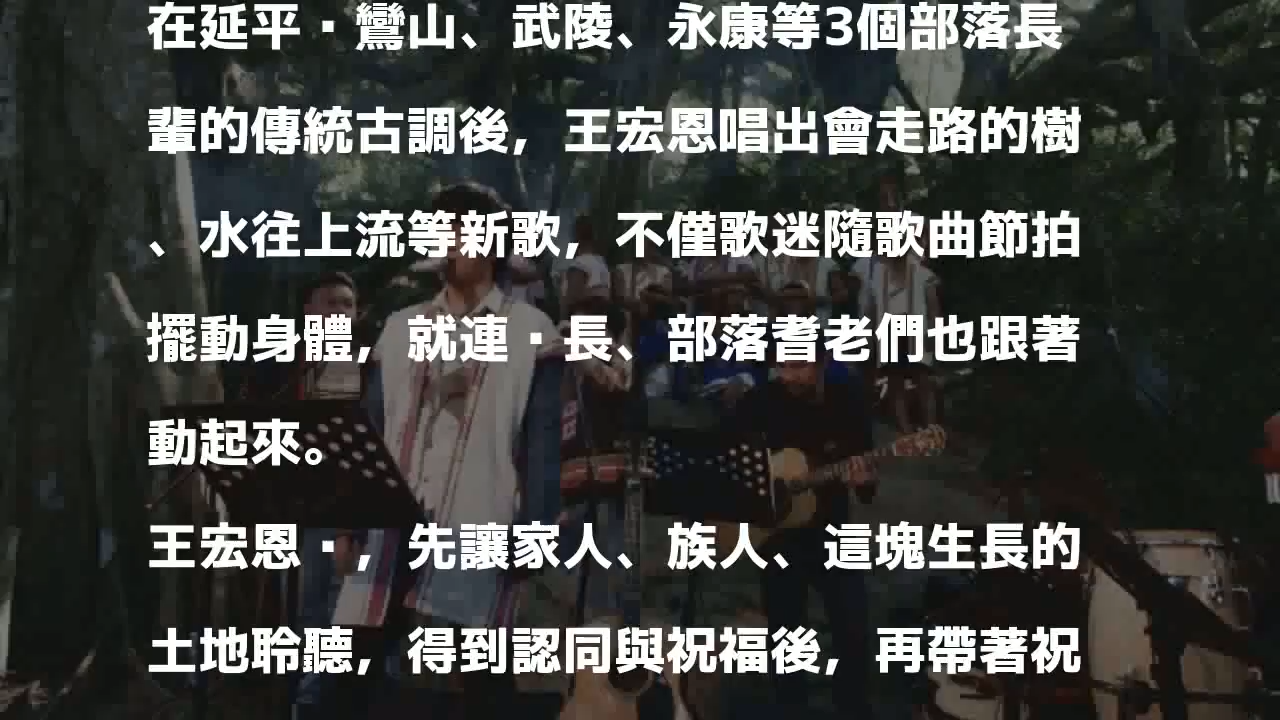 在延平·鸞山、武陵、永康等3個部落長
輩的傳統古調後，王宏恩唱出會走路的樹
、水往上流等新歌，不僅歌迷隨歌曲節拍
擺動身體，就連·長、部落耆老們也跟著
動起來。
王宏恩·，先讓家人、族人、這塊生長的
土地聆聽，得到認同與祝福後，再帶著祝